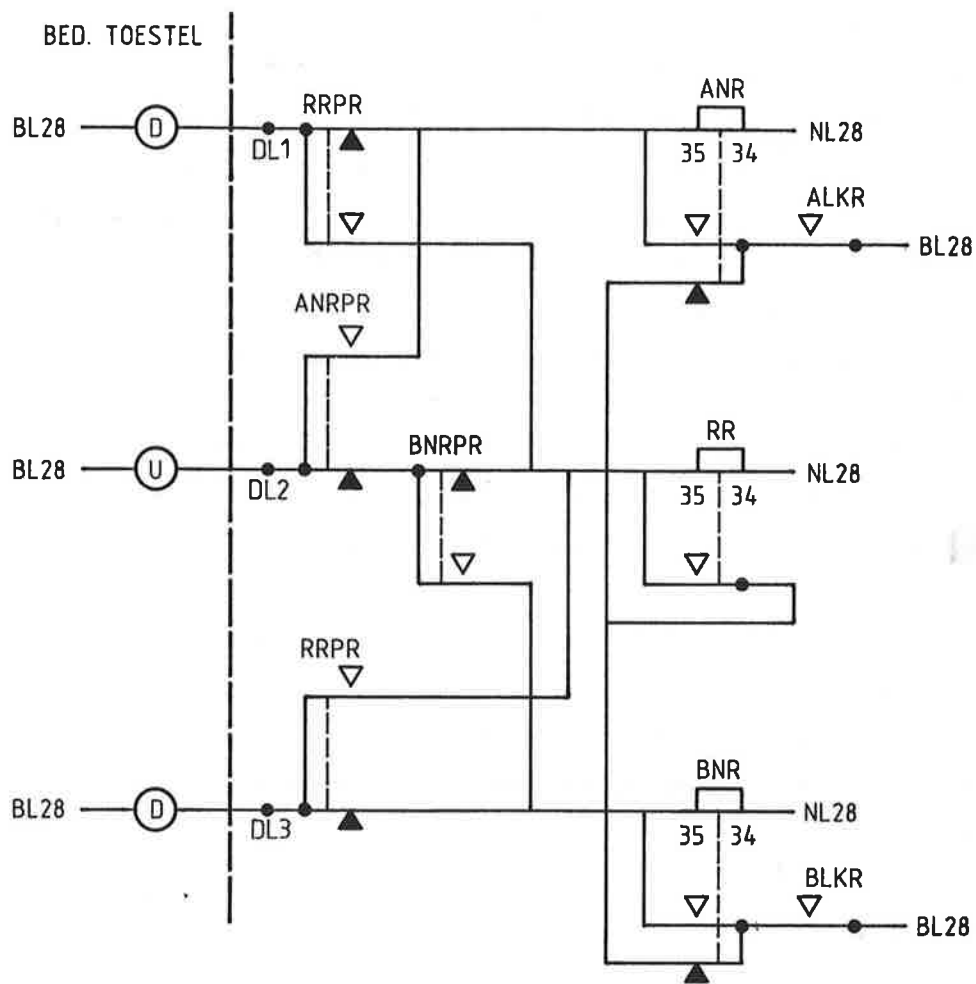 BED. TOESTEL
RRPR
ANR
BL28
D
DL1
35
34
NL28
ALKR
BL28
ANRPR
BNRPR
RR
BL28
U
DL2
35
34
NL28
RRPR
BNR
BL28
D
DL3
35
34
NL28
BLKR
BL28